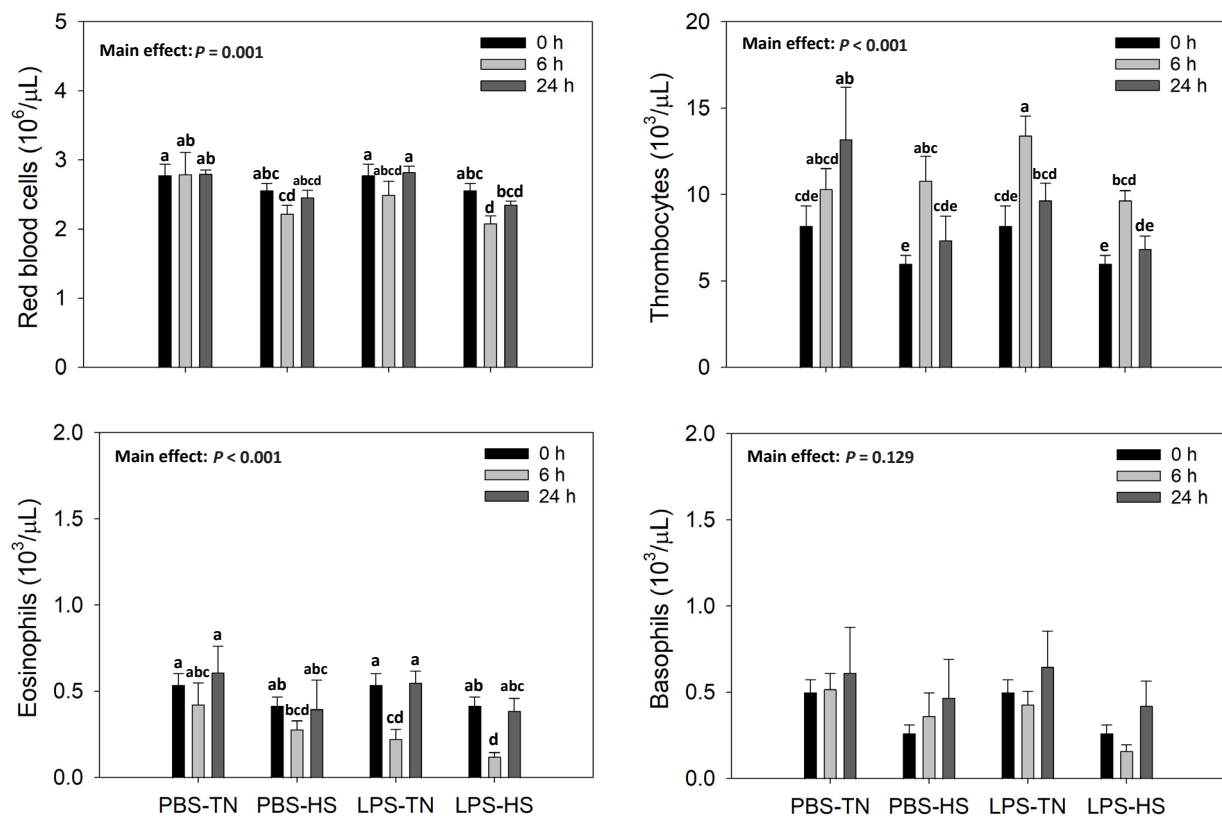 Red blood cells (10⁶/μL)
5
4
3
2
1
0
Main effect: P = 0.001
0 h
6 h
24 h
a
ab
ab
abc
cd
abcd
a
abcd
a
abc
d
bcd
Thrombocytes (10³/μL)
20
15
10
5
0
Main effect: P < 0.001
0 h
6 h
24 h
cde
abcd
ab
e
abc
cde
cde
a
bcd
e
bcd
de
Eosinophils (10³/μL)
2.0
1.5
1.0
0.5
0.0
Main effect: P < 0.001
0 h
6 h
24 h
a
abc
a
ab
bcd
abc
a
cd
a
ab
d
abc
PBS-TN PBS-HS LPS-TN LPS-HS
Basophils (10³/μL)
2.0
1.5
1.0
0.5
0.0
Main effect: P = 0.129
0 h
6 h
24 h
PBS-TN PBS-HS LPS-TN LPS-HS